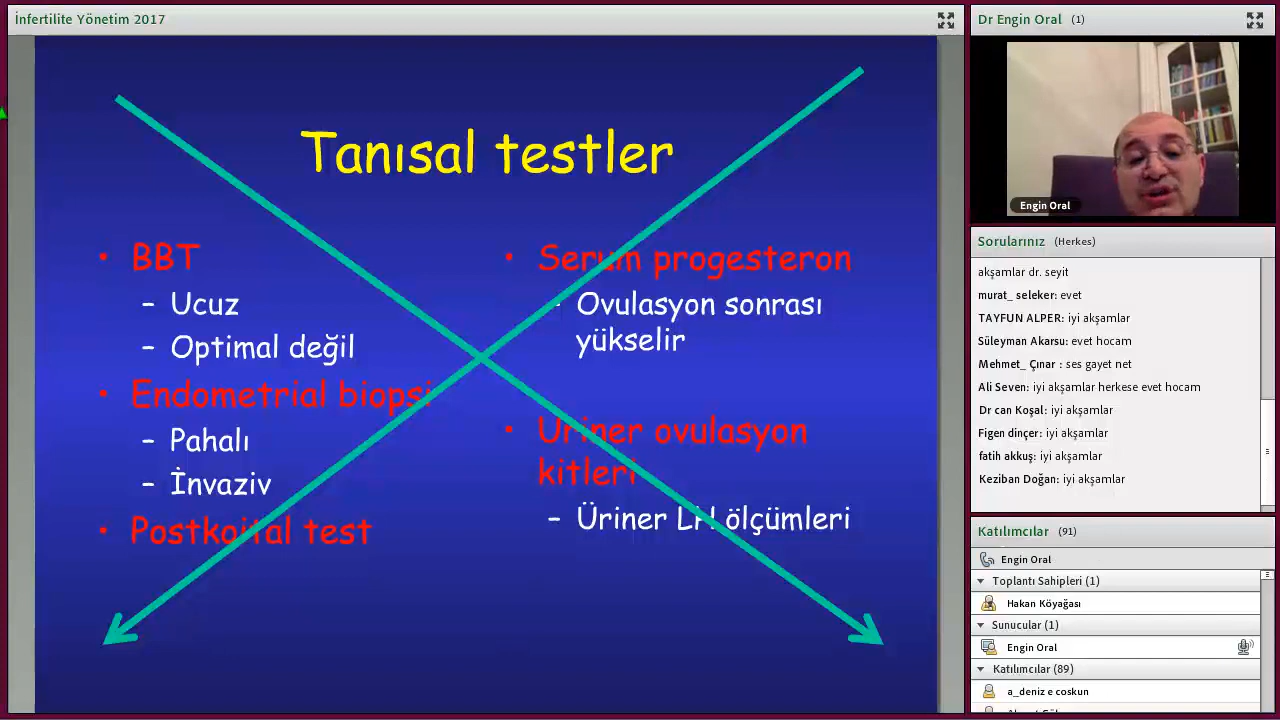 İnfertilite Yönetim 2017
Tanısal testler
• BBT
– Ucuz
– Optimal değil
• Endometrial biopsi
– Pahalı
– İnvaziv
• Postkoital test
• Serum progesteron
– Ovulasyon sonrası
yükselir
• Üriner ovulasyon
kitleri
– Üriner LH ölçümleri
Dr Engin Oral (1)
Engin Oral
Sorularınız (Herkes)
akşamlar dr. seyit
murat_ seleker: evet
TAYFUN ALPER: iyi akşamlar
Süleyman Akarsu: evet hocam
Mehmet_ Çınar : ses gayet net
Ali Seven: iyi akşamlar herkese evet hocam
Dr can Koşal: iyi akşamlar
Figen dinçer: iyi akşamlar
fatih akkuş: iyi akşamlar
Keziban Doğan: iyi akşamlar
Katılımcılar (91)
Engin Oral
Toplantı Sahipleri (1)
Hakan Köyağası
Sunucular (1)
Engin Oral
Katılımcılar (89)
a_deniz e coskun